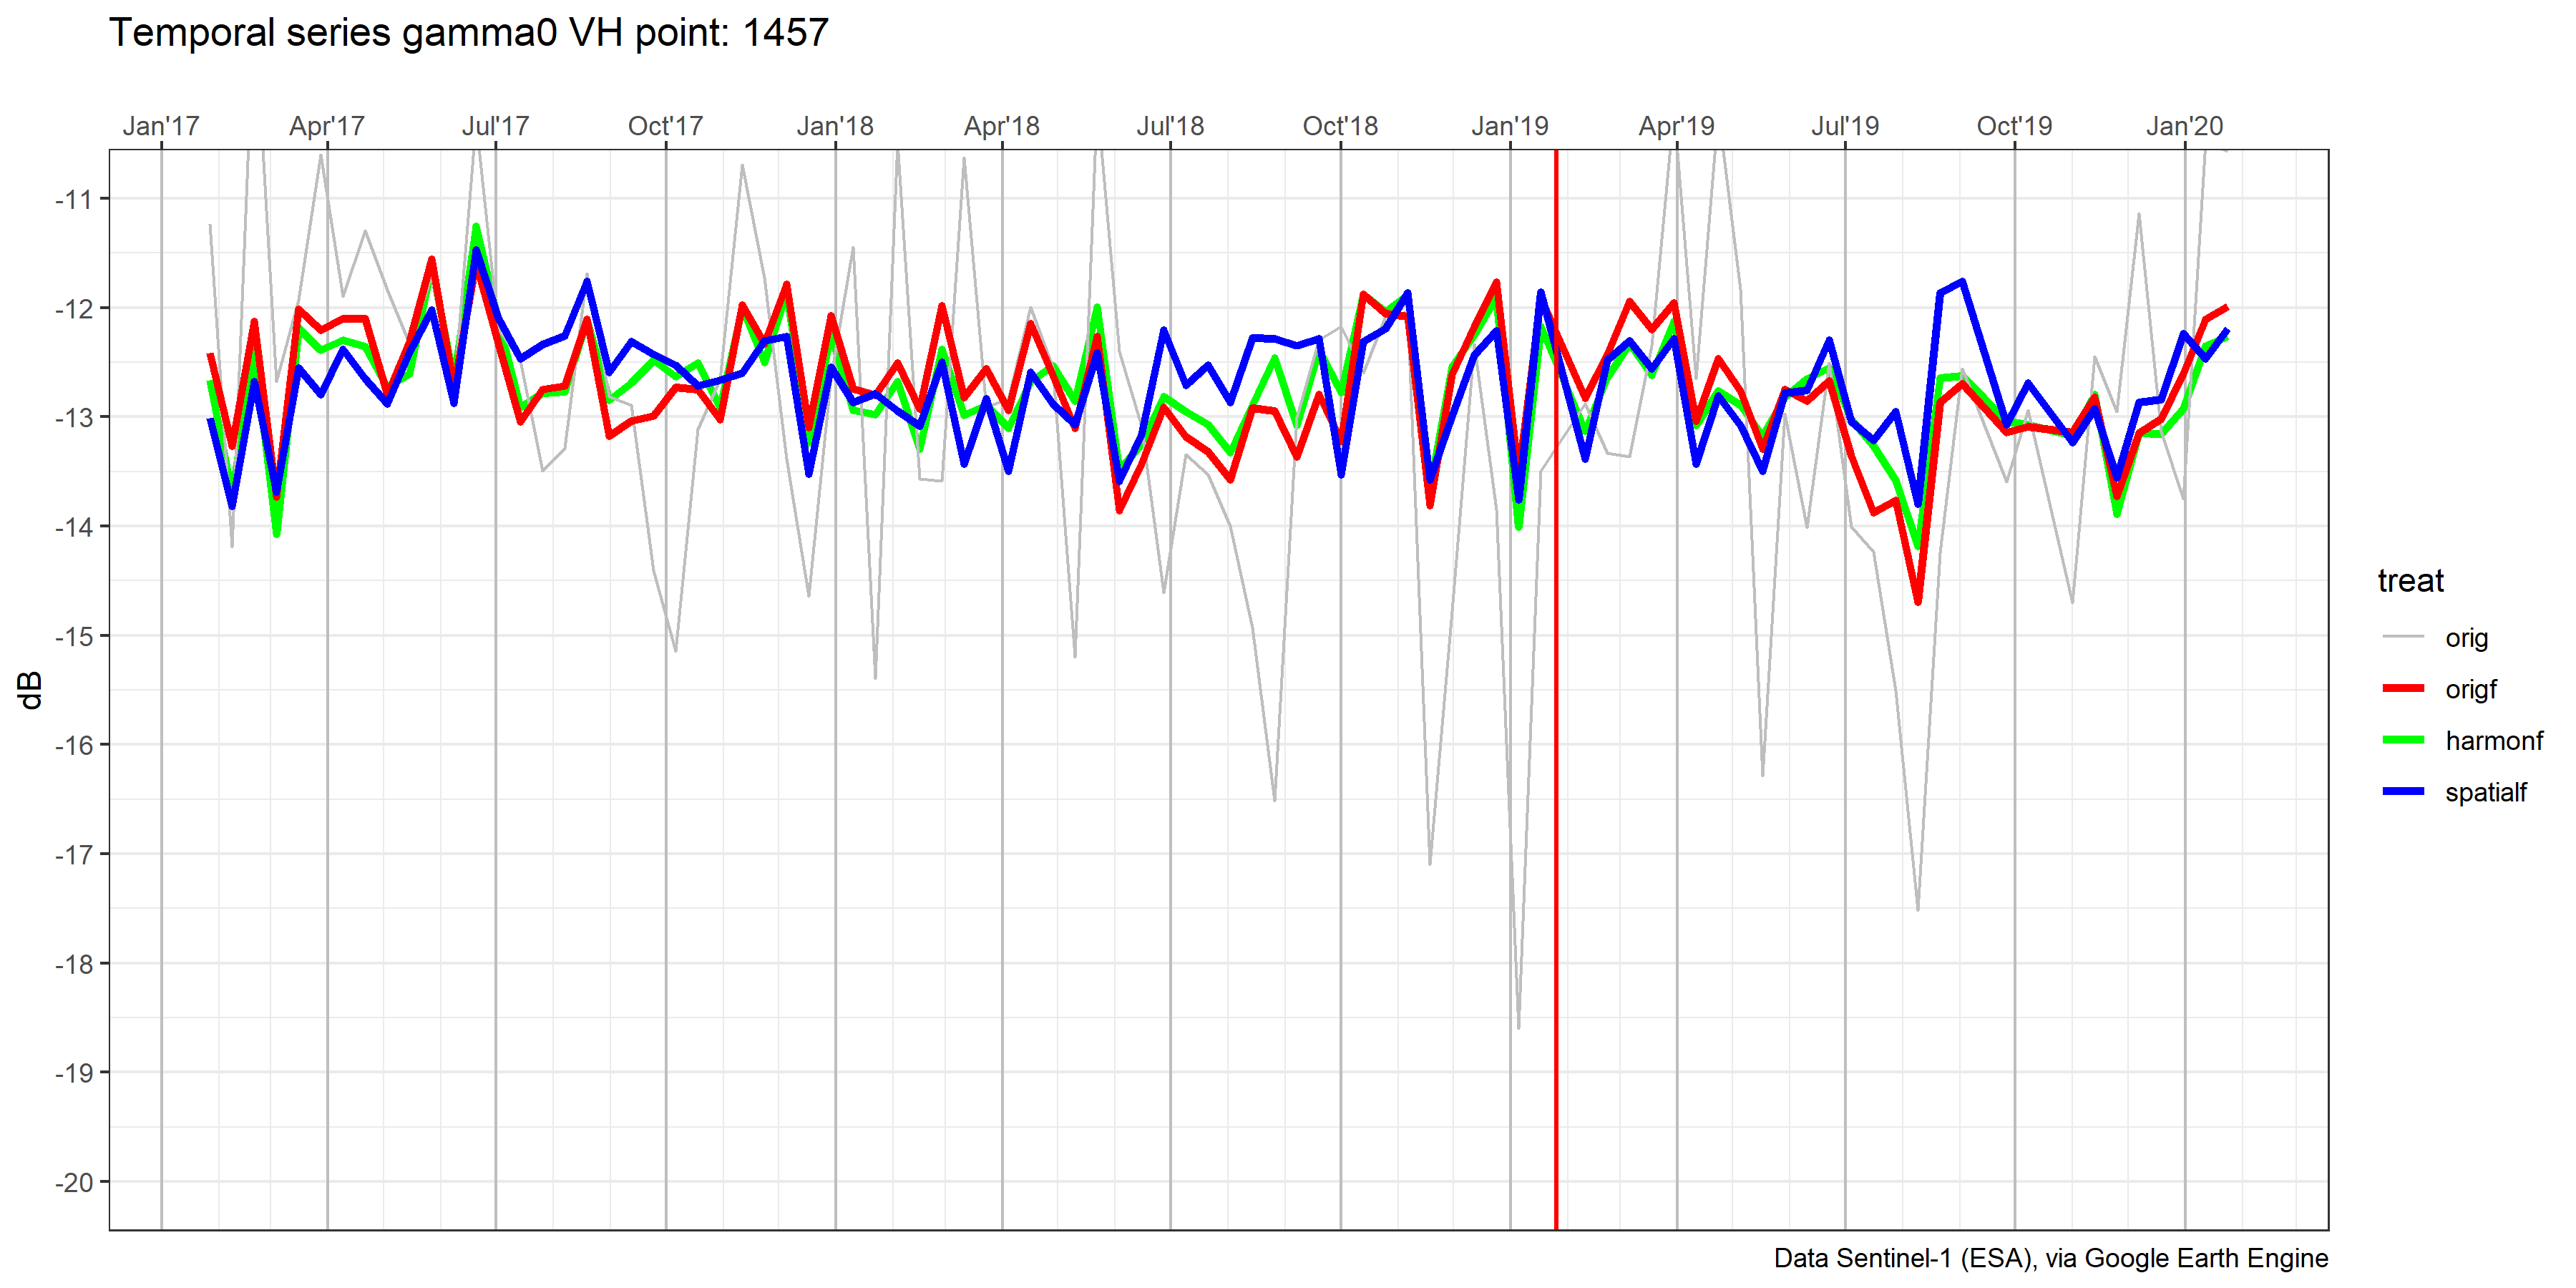 Temporal series gamma0 VH point: 1457
Jan'17 Apr'17 Jul'17 Oct'17 Jan'18 Apr'18 Jul'18 Oct'18 Jan'19 Apr'19 Jul'19 Oct'19 Jan'20
-11
-12
-13
-14
-15
-16
-17
-18
-19
-20
dB
treat
orig
origf
harmonf
spatialf
Data Sentinel-1 (ESA), via Google Earth Engine